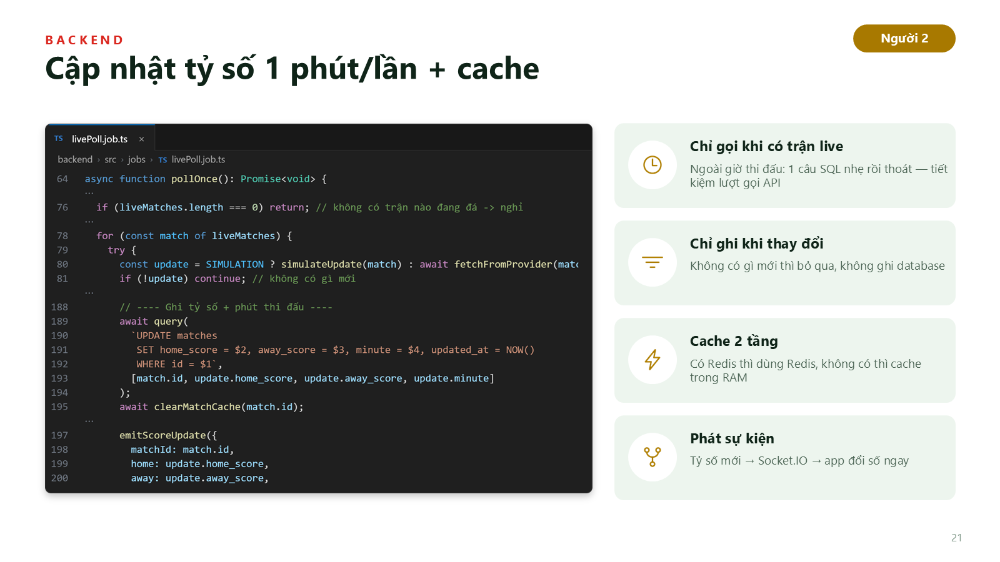 BACKEND
Người 2
Cập nhật tỷ số 1 phút/lần + cache
TS livePoll.job.ts ×
backend › src › jobs › TS livePoll.job.ts
64 async function pollOnce(): Promise<void> {
...
76 if (liveMatches.length === 0) return; // không có trận nào đang đá -> nghỉ
...
78 for (const match of liveMatches) {
79 try {
80 const update = SIMULATION ? simulateUpdate(match) : await fetchFromProvider(matc
81 if (!update) continue; // không có gì mới
...
188 // ---- Ghi tỷ số + phút thi đấu ----
189 await query(
190 `UPDATE matches
191 SET home_score = $2, away_score = $3, minute = $4, updated_at = NOW()
192 WHERE id = $1`,
193 [match.id, update.home_score, update.away_score, update.minute]
194 );
195 await clearMatchCache(match.id);
...
197 emitScoreUpdate({
198 matchId: match.id,
199 home: update.home_score,
200 away: update.away_score,
Chỉ gọi khi có trận live
Ngoài giờ thi đấu: 1 câu SQL nhẹ rồi thoát — tiết
kiệm lượt gọi API
Chỉ ghi khi thay đổi
Không có gì mới thì bỏ qua, không ghi database
Cache 2 tầng
Có Redis thì dùng Redis, không có thì cache
trong RAM
Phát sự kiện
Tỷ số mới → Socket.IO → app đổi số ngay
21